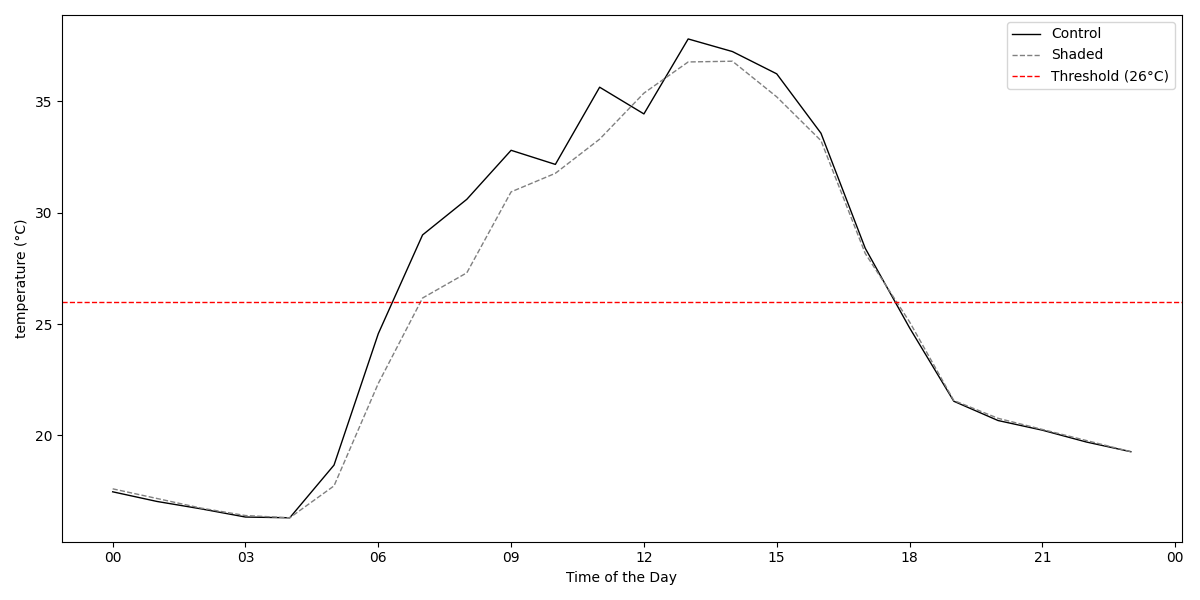 Control
Shaded
Threshold (26°C)
temperature (°C)
35
30
25
20
00 03 06 09 12 15 18 21 00
Time of the Day